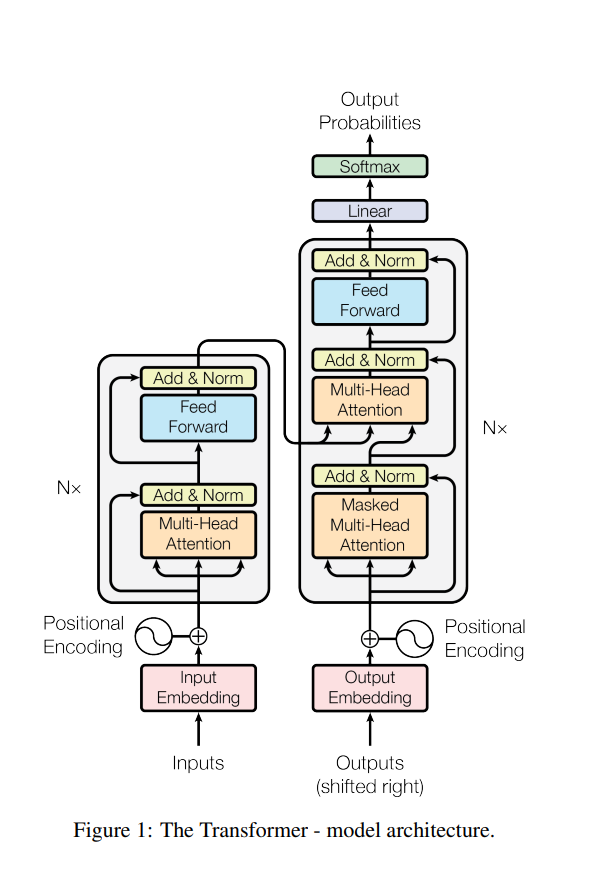 Output
Probabilities
Softmax
Linear
Add & Norm
Feed
Forward
Add & Norm
Multi-Head
Attention
Add & Norm
Masked
Multi-Head
Attention
N×
Add & Norm
Feed
Forward
Add & Norm
Multi-Head
Attention
N×
Positional
Encoding
Positional
Encoding
Input
Embedding
Output
Embedding
Inputs
Outputs
(shifted right)
Figure 1: The Transformer - model architecture.